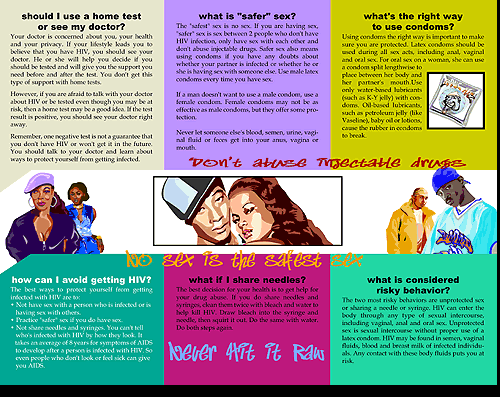 should I use a home test
or see my doctor?
Your doctor is concerned about you, your health
and your privacy. If your lifestyle leads you to
believe that you have HIV, you should see your
doctor. He or she will help you decide if you
should be tested and will give you the support you
need before and after the test. You don't get this
type of support with home tests.
However, if you are afraid to talk with your doctor
about HIV or be tested even though you may be at
risk, then a home test may be a good idea. If the test
result is positive, you should see your doctor right
away.
Remember, one negative test is not a guarantee that
you don't have HIV or won't get it in the future.
You should talk to your doctor and learn about
ways to protect yourself from getting infected.
what is "safer" sex?
The "safest" sex is no sex. If you are having sex,
"safer" sex is sex between 2 people who don't have
HIV infection, only have sex with each other and
don't abuse injectable drugs. Safer sex also means
using condoms if you have any doubts about
whether your partner is infected or whether he or
she is having sex with someone else. Use male latex
condoms every time you have sex.
If a man doesn't want to use a male condom, use a
female condom. Female condoms may not be as
effective as male condoms, but they offer some pro-
tection.
Never let someone else's blood, semen, urine, vagi-
nal fluid or feces get into your anus, vagina or
mouth.
what's the right way
to use condoms?
Using condoms the right way is important to make
sure you are protected. Latex condoms should be
used during all sex acts, including anal, vaginal
and oral sex. For oral sex on a woman, she can use
a condom split lengthwise to
place between her body and
her partner's mouth.Use
only water-based lubricants
(such as K-Y jelly) with con-
doms. Oil-based lubricants,
such as petroleum jelly (like
Vaseline), baby oil or lotions,
cause the rubber in condoms
to break.
Don't abuse injectable drugs
No sex is the safest sex
how can I avoid getting HIV?
The best ways to protect yourself from getting
infected with HIV are to:
• Not have sex with a person who is infected or is
having sex with others.
• Practice "safer" sex if you do have sex.
• Not share needles and syringes. You can't tell
who's infected with HIV by how they look. It
takes an average of 8 years for symptoms of AIDS
to develop after a person is infected with HIV. So
even people who don't look or feel sick can give
you AIDS.
what if I share needles?
The best decision for your health is to get help for
your drug abuse. If you do share needles and
syringes, clean them twice with bleach and water to
help kill HIV. Draw bleach into the syringe and
needle, then squirt it out. Do the same with water.
Do both steps again.
Never Hit it Raw
what is considered
risky behavior?
The two most risky behaviors are unprotected sex
or sharing a needle or syringe. HIV can enter the
body through any type of sexual intercourse,
including vaginal, anal and oral sex. Unprotected
sex is sexual intercourse without proper use of a
latex condom. HIV may be found in semen, vaginal
fluids, blood and breast milk of infected individu-
als. Any contact with these body fluids puts you at
risk.